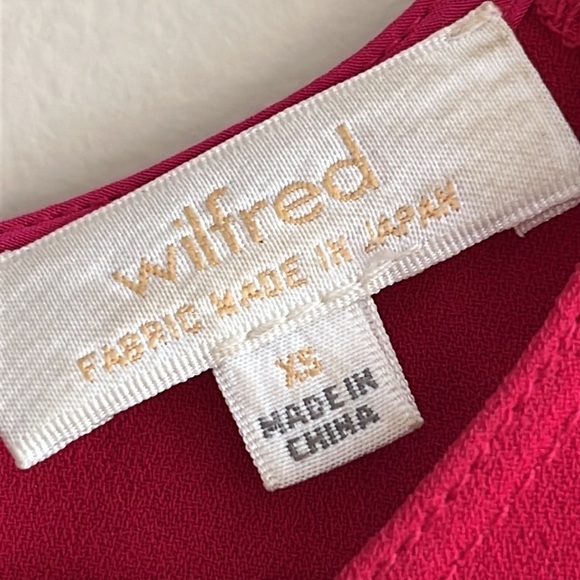 wilfred
FABRIC MADE IN JAPAN
XS
MADE IN
CHINA